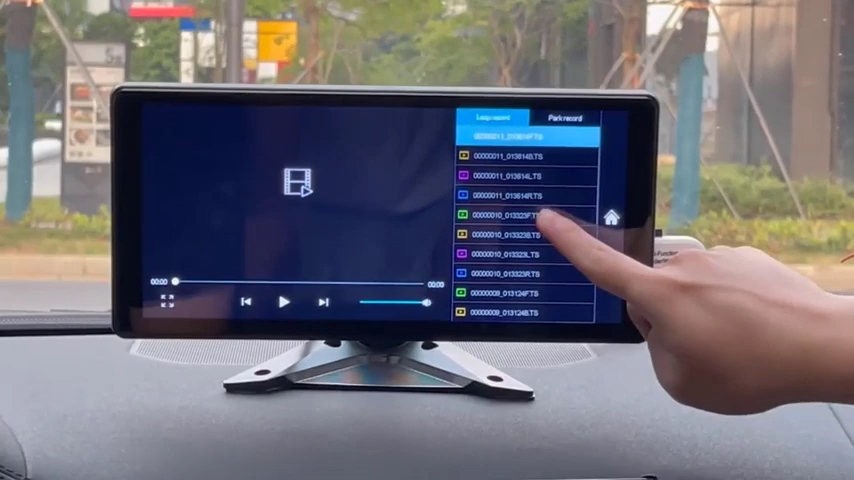 Loop record
Park record
00000011_013614F.TS
00000011_013614B.TS
00000011_013614L.TS
00000011_013614R.TS
00000010_013323F.TS
00000010_013323B.TS
00000010_013323L.TS
00000010_013323R.TS
00000009_013124F.TS
00000009_013124B.TS
00:00
00:00